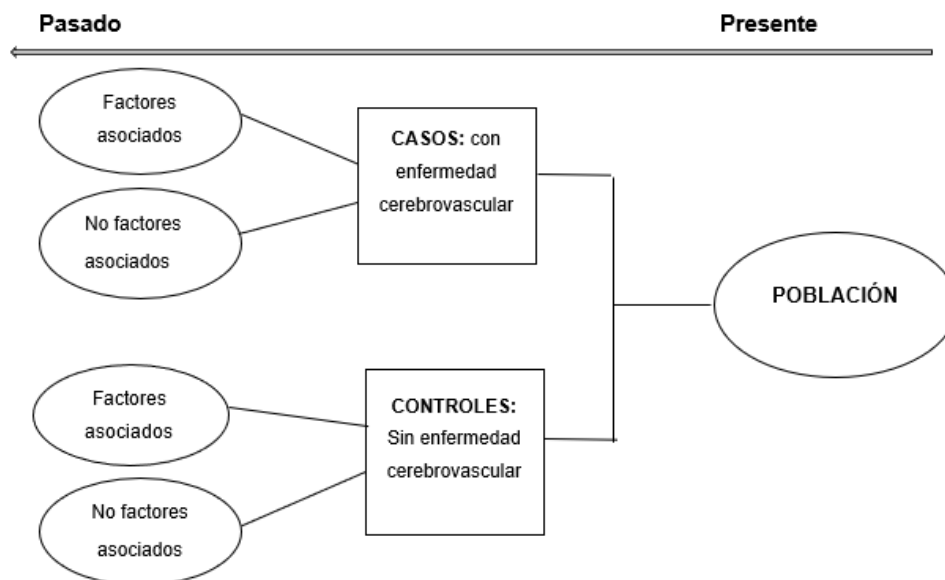 Pasado
Presente
Factores
asociados
CASOS: con
enfermedad
cerebrovascular
No factores
asociados
POBLACIÓN
Factores
asociados
CONTROLES:
Sin enfermedad
cerebrovascular
No factores
asociados